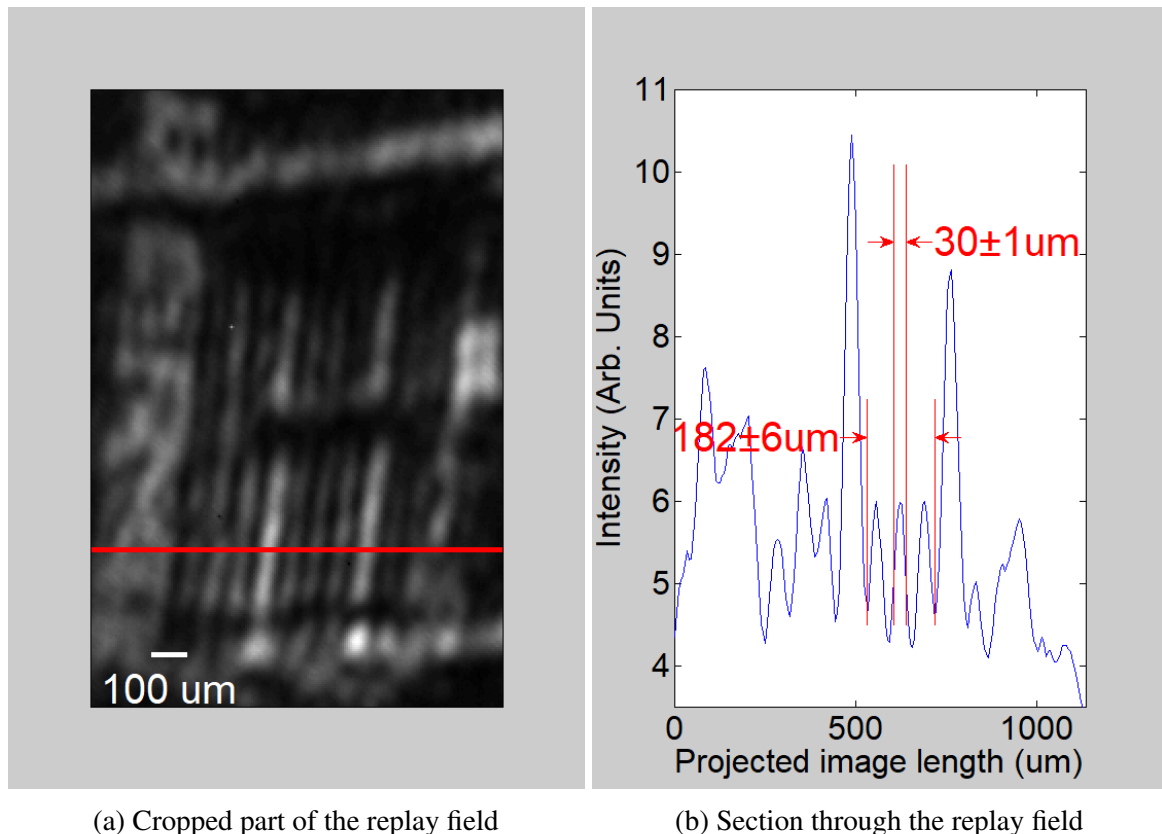 100 um
11
10
9
8
7
6
5
4
Intensity (Arb. Units)
30±1um
182±6um
0 500 1000
Projected image length (um)
(a) Cropped part of the replay field
(b) Section through the replay field